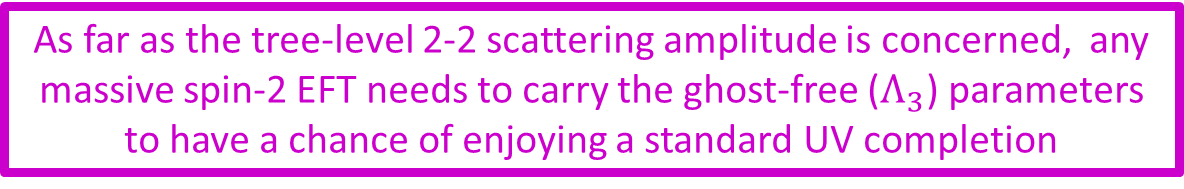 As far as the tree-level 2-2 scattering amplitude is concerned,  any
massive spin-2 EFT needs to carry the ghost-free (Λ₃) parameters
to have a chance of enjoying a standard UV completion